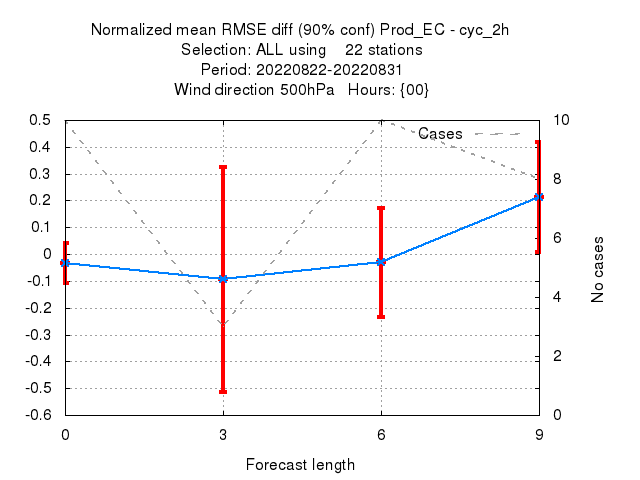 Normalized mean RMSE diff (90% conf) Prod_EC - cyc_2h
Selection: ALL using    22 stations
Period: 20220822-20220831
Wind direction 500hPa   Hours: {00}
Cases
0.5
0.4
0.3
0.2
0.1
0
-0.1
-0.2
-0.3
-0.4
-0.5
-0.6
10
8
6
4
2
0
No cases
0 3 6 9
Forecast length